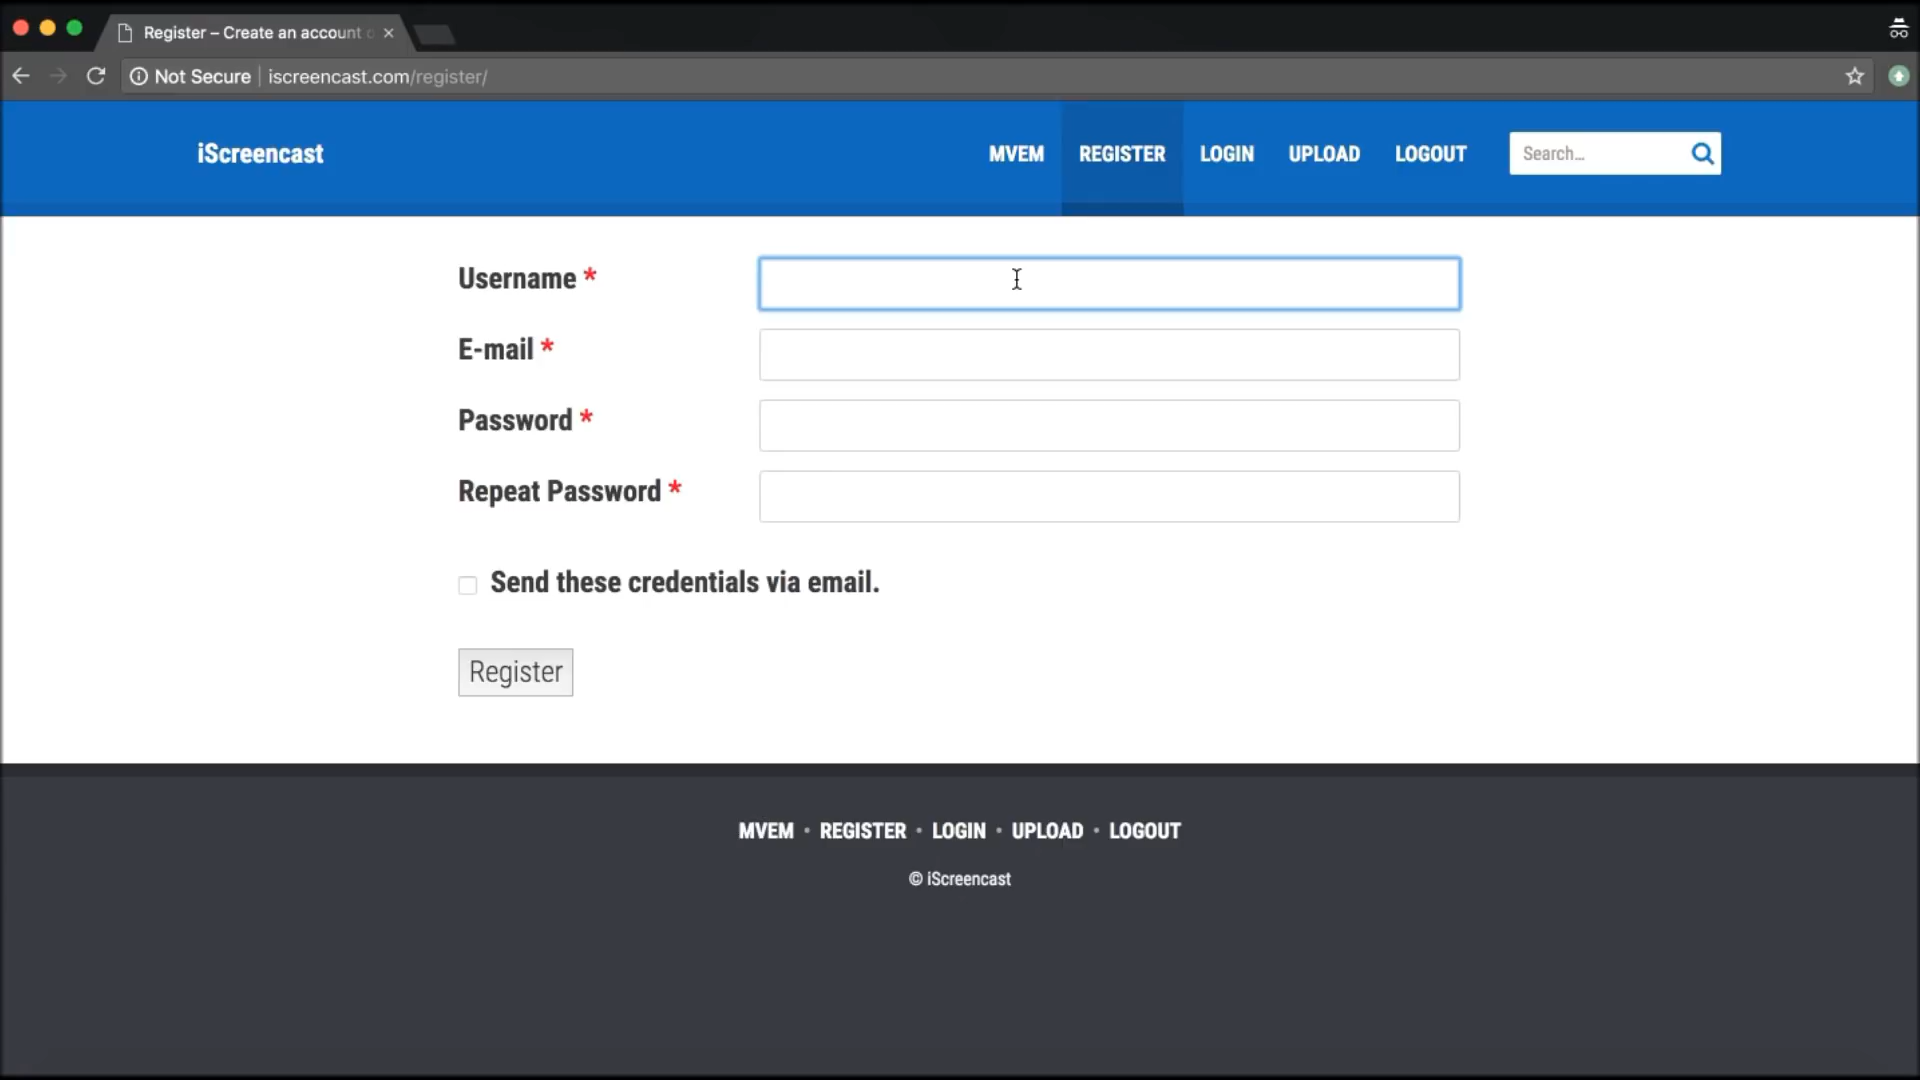 Register – Create an account
Not Secure iscreencast.com/register/
iScreencast MVEM REGISTER LOGIN UPLOAD LOGOUT Search...
Username *
E-mail *
Password *
Repeat Password *
Send these credentials via email.
Register
MVEM • REGISTER • LOGIN • UPLOAD • LOGOUT
© iScreencast